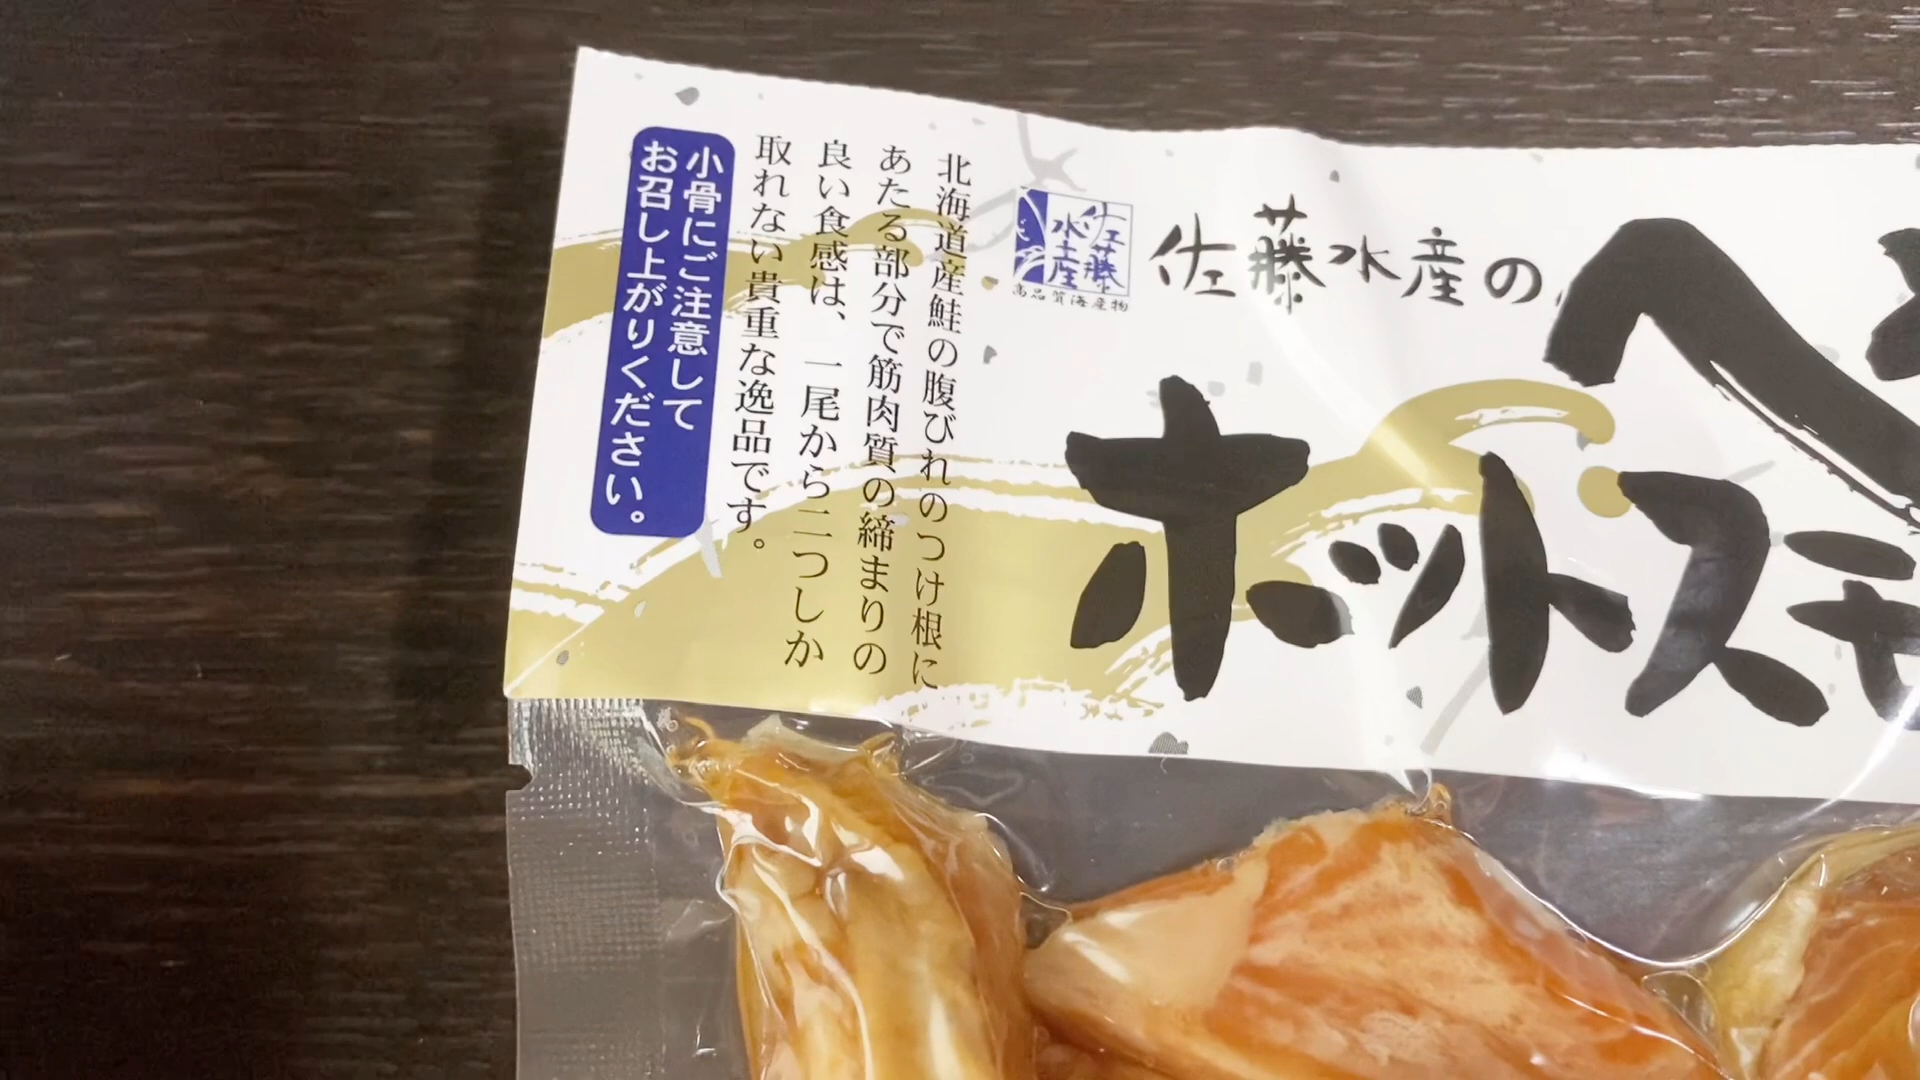 佐藤水産の
ホットス
佐藤
水産
高品質海産物
北海道産鮭の腹びれのつけ根に
あたる部分で筋肉質の締まりの
良い食感は、一尾から二つしか
取れない貴重な逸品です。
小骨にご注意して
お召し上がりください。